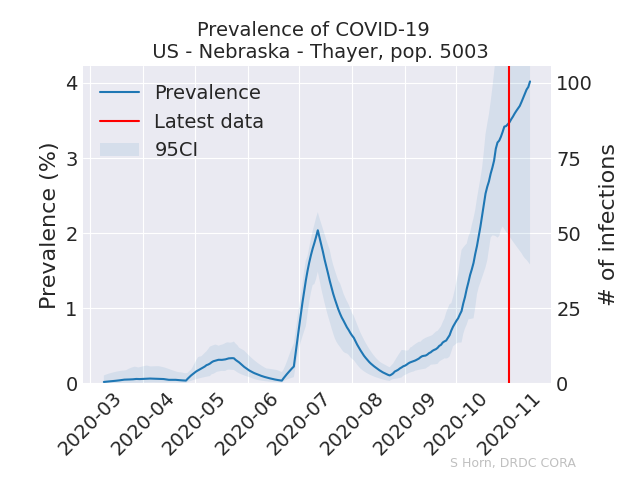 Prevalence of COVID-19
US - Nebraska - Thayer, pop. 5003
Prevalence
Latest data
95CI
Prevalence (%)
4
3
2
1
0
# of infections
100
75
50
25
0
2020-03
2020-04
2020-05
2020-06
2020-07
2020-08
2020-09
2020-10
2020-11
S Horn, DRDC CORA